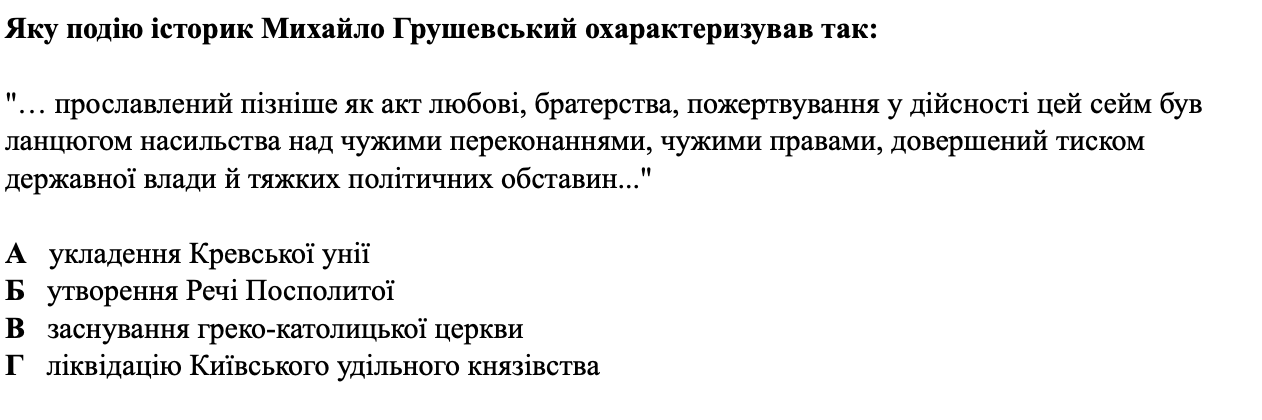 Яку подію історик Михайло Грушевський охарактеризував так:
"… прославлений пізніше як акт любові, братерства, пожертвування у дійсності цей сейм був
ланцюгом насильства над чужими переконаннями, чужими правами, довершений тиском
державної влади й тяжких політичних обставин..."
А укладення Кревської унії
Б утворення Речі Посполитої
В заснування греко-католицької церкви
Г ліквідацію Київського удільного князівства